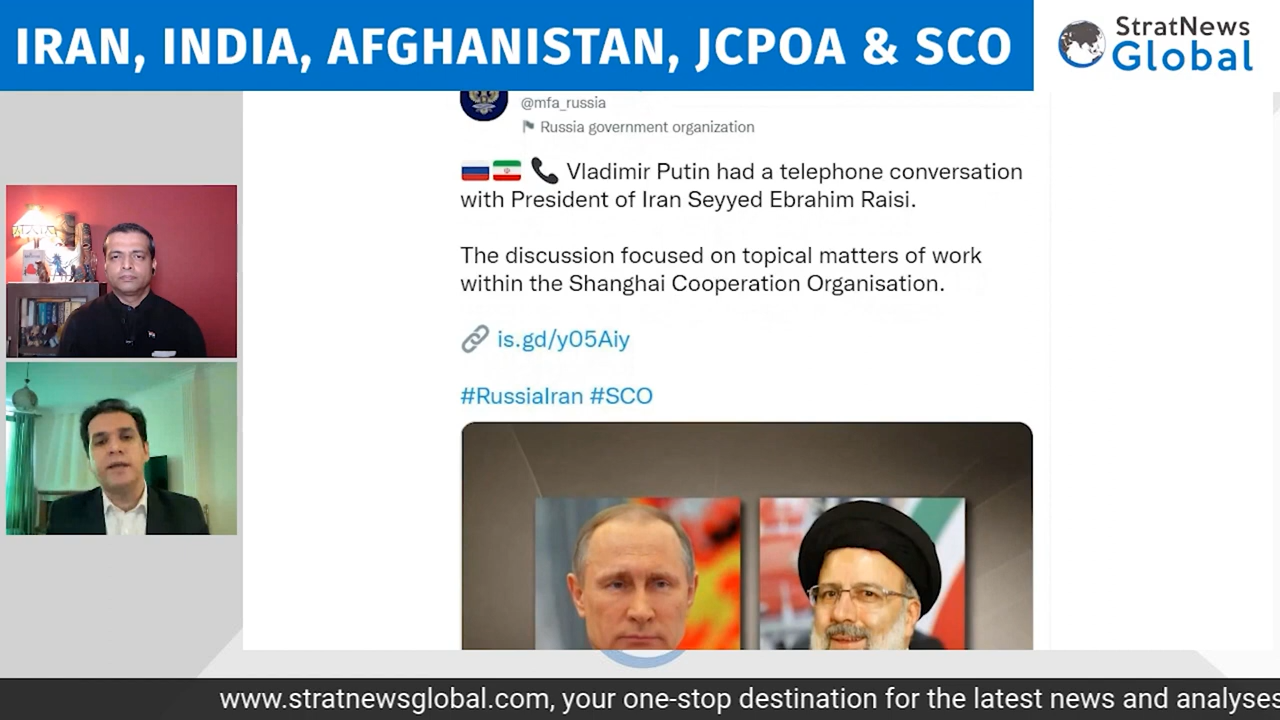 IRAN, INDIA, AFGHANISTAN, JCPOA & SCO
StratNews
Global
@mfa_russia
Russia government organization
Vladimir Putin had a telephone conversation
with President of Iran Seyyed Ebrahim Raisi.
The discussion focused on topical matters of work
within the Shanghai Cooperation Organisation.
is.gd/y05Aiy
#RussiaIran #SCO
www.stratnewsglobal.com, your one-stop destination for the latest news and analyses